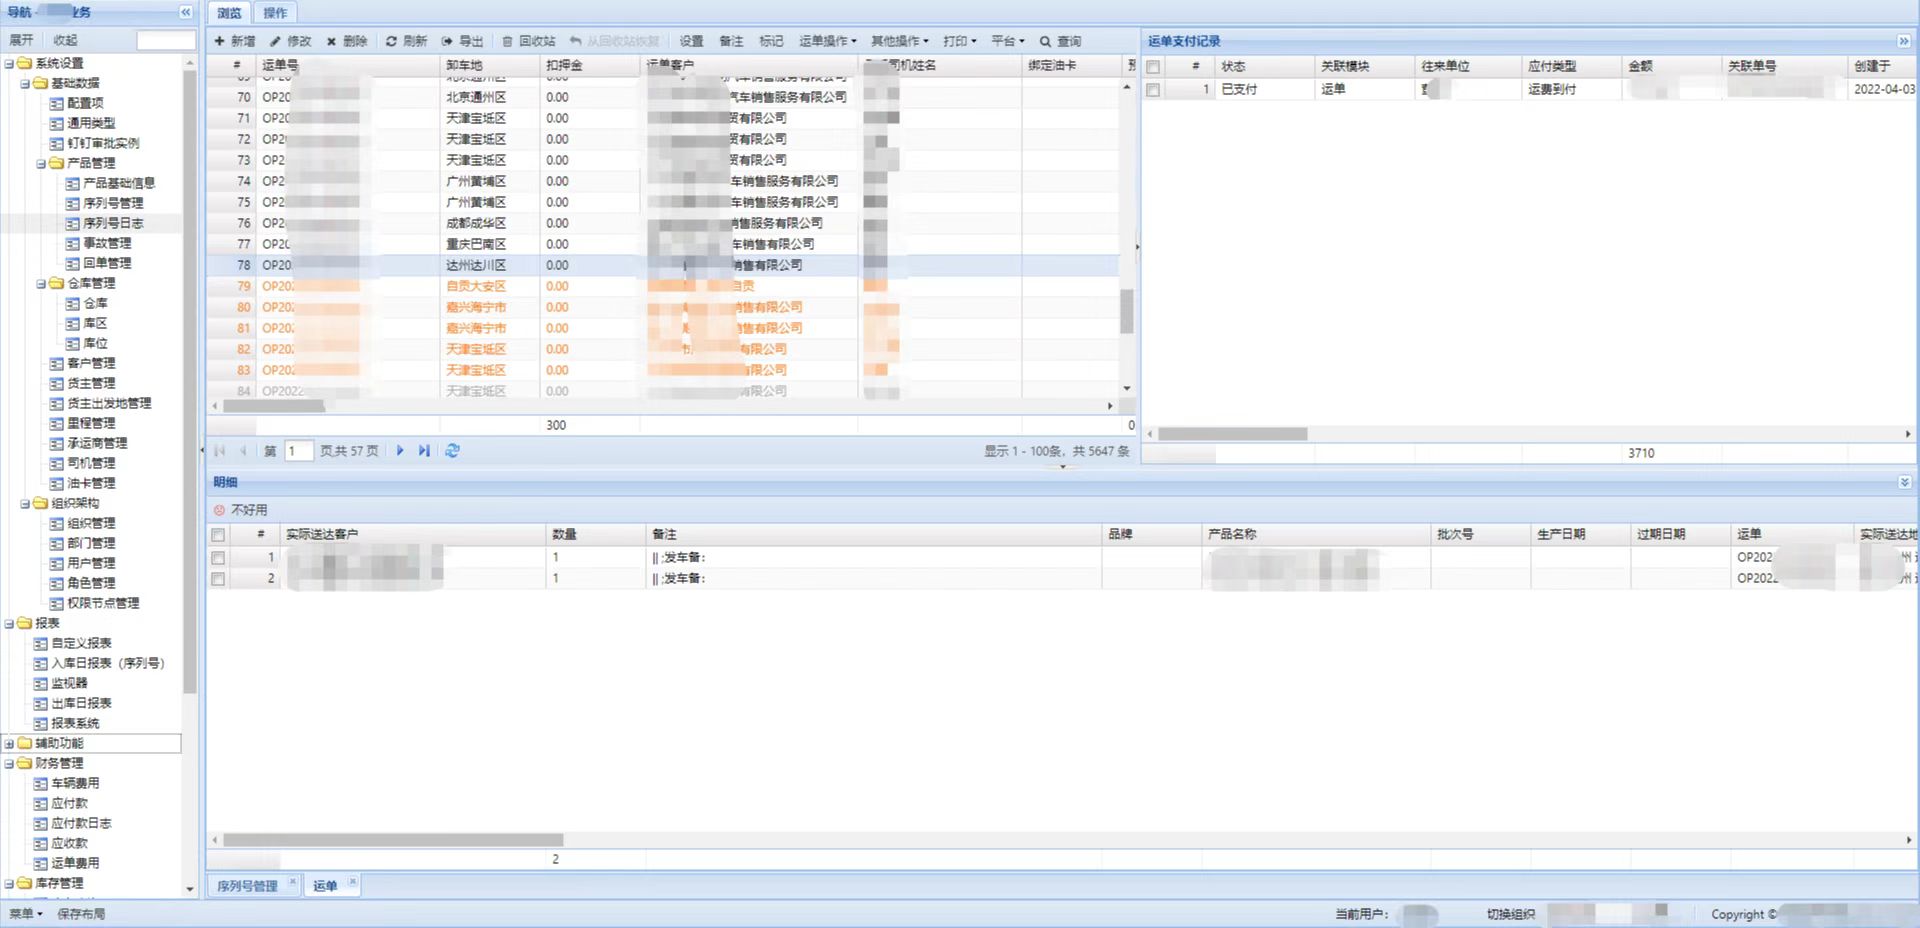 导航 - 业务
展开 收起
系统设置
基础数据
配置项
通用类型
钉钉审批实例
产品管理
产品基础信息
序列号管理
序列号日志
事故管理
回单管理
仓库管理
仓库
库区
库位
客户管理
货主管理
货主出发地管理
里程管理
承运商管理
司机管理
油卡管理
组织架构
组织管理
部门管理
用户管理
角色管理
权限节点管理
报表
自定义报表
入库日报表（序列号）
监视器
出库日报表
报表系统
辅助功能
财务管理
车辆费用
应付款
应付款日志
应收款
运单费用
库存管理
浏览 操作
新增 修改 删除 刷新 导出 回收站 从回收站恢复 设置 备注 标记 运单操作 其他操作 打印 平台 查询
# 运单号 卸车地 扣押金 运单客户 司机姓名 绑定油卡 预
69 OP2 北京通州区 0.00 汽车销售服务有限公司
70 OP20 北京通州区 0.00 汽车销售服务有限公司
71 OP2 天津宝坻区 0.00 贸有限公司
72 OP2 天津宝坻区 0.00 贸有限公司
73 OP2 天津宝坻区 0.00 贸有限公司
74 OP2 广州黄埔区 0.00 车销售服务有限公司
75 OP2 广州黄埔区 0.00 车销售服务有限公司
76 OP2 成都成华区 0.00 销售服务有限公司
77 OP20 重庆巴南区 0.00 车销售有限公司
78 OP20 达州达川区 0.00 销售有限公司
79 OP202 自贡大安区 0.00 自贡
80 OP202 嘉兴海宁市 0.00 销售有限公司
81 OP202 嘉兴海宁市 0.00 销售有限公司
82 OP202 天津宝坻区 0.00 有限公司
83 OP202 天津宝坻区 0.00 有限公司
84 OP2022 天津宝坻区 0.00 有限公司
300 0
第 1 页,共 57 页 显示 1 - 100条，共 5647 条
运单支付记录
# 状态 关联模块 往来单位 应付类型 金额 关联单号 创建于
1 已支付 运单 运费到付 2022-04-03
3710
明细
不好用
# 实际送达客户 数量 备注 品牌 产品名称 批次号 生产日期 过期日期 运单 实际送达地
1 1 || ;发车备: OP202 州
2 1 || ;发车备: OP2022 州
2
序列号管理 运单
菜单 保存布局 当前用户: 切换组织 Copyright ©